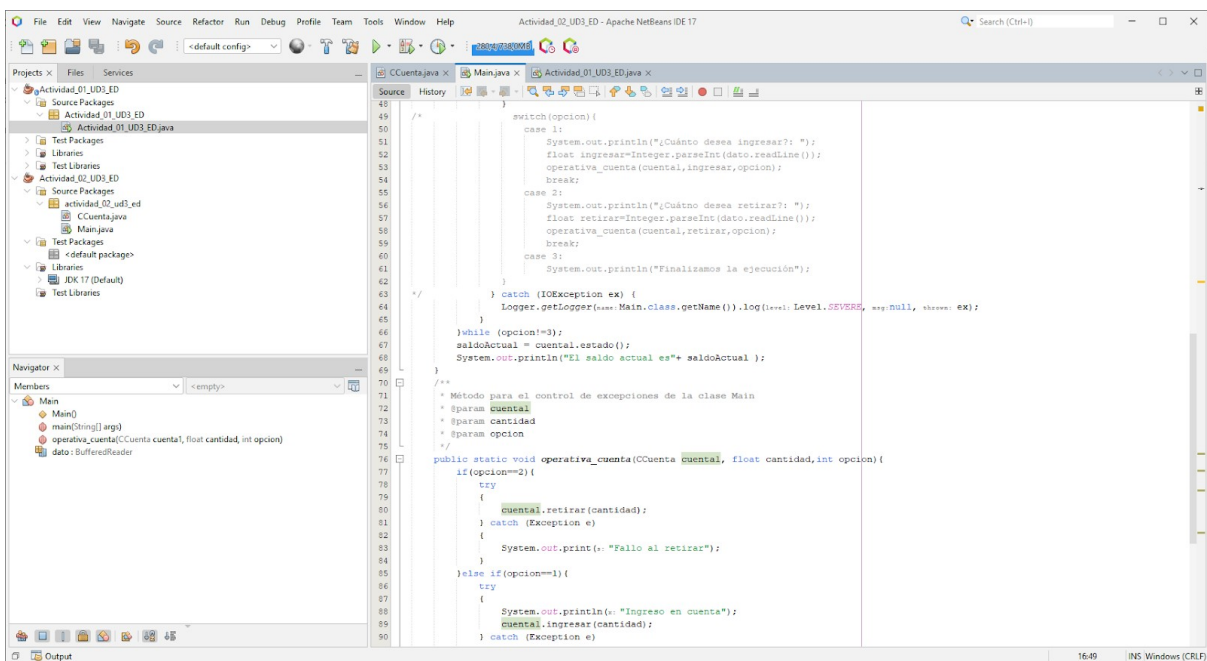 File Edit View Navigate Source Refactor Run Debug Profile Team Tools Window Help
Actividad_02_UD3_ED - Apache NetBeans IDE 17
Search (Ctrl+I)
<default config>
Projects Files Services
Actividad_01_UD3_ED
Source Packages
Actividad_01_UD3_ED
Actividad_01_UD3_ED.java
Test Packages
Libraries
Test Libraries
Actividad_02_UD3_ED
Source Packages
actividad_02_ud3_ed
CCuenta.java
Main.java
Test Packages
<default package>
Libraries
JDK 17 (Default)
Test Libraries
Navigator
Members <empty>
Main
Main()
main(String[] args)
operativa_cuenta(CCuenta cuenta1, float cantidad, int opcion)
dato : BufferedReader
CCuenta.java Main.java Actividad_01_UD3_ED.java
Source History
48 }
49 /* switch(opcion){
50 case 1:
51 System.out.println("¿Cuánto desea ingresar?: ");
52 float ingresar=Integer.parseInt(dato.readLine());
53 operativa_cuenta(cuenta1,ingresar,opcion);
54 break;
55 case 2:
56 System.out.println("¿Cuátno desea retirar?: ");
57 float retirar=Integer.parseInt(dato.readLine());
58 operativa_cuenta(cuenta1,retirar,opcion);
59 break;
60 case 3:
61 System.out.println("Finalizamos la ejecución");
62 }
63 */ } catch (IOException ex) {
64 Logger.getLogger(name: Main.class.getName()).log(level: Level.SEVERE, msg: null, thrown: ex);
65 }
66 }while (opcion!=3);
67 saldoActual = cuenta1.estado();
68 System.out.println("El saldo actual es"+ saldoActual );
69 }
70 /**
71 * Método para el control de excepciones de la clase Main
72 * @param cuenta1
73 * @param cantidad
74 * @param opcion
75 */
76 public static void operativa_cuenta(CCuenta cuenta1, float cantidad,int opcion){
77 if(opcion==2){
78 try
79 {
80 cuenta1.retirar(cantidad);
81 } catch (Exception e)
82 {
83 System.out.print(s: "Fallo al retirar");
84 }
85 }else if(opcion==1){
86 try
87 {
88 System.out.println(x: "Ingreso en cuenta");
89 cuenta1.ingresar(cantidad);
90 } catch (Exception e)
Output
16:49 INS Windows (CRLF)